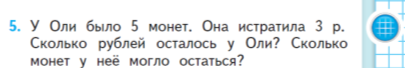 5. У Оли было 5 монет. Она истратила 3 р.
Сколько рублей осталось у Оли? Сколько
монет у неё могло остаться?